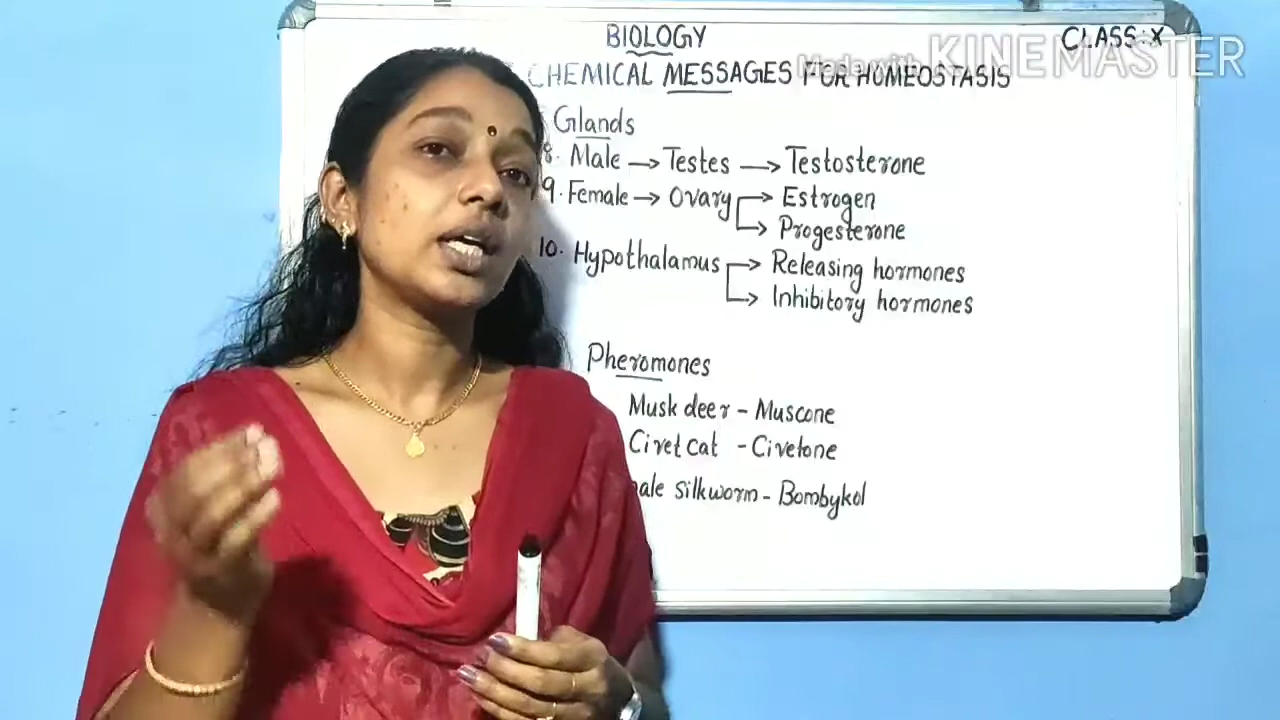 BIOLOGY
CLASS:X
Made with KINEMASTER
CHEMICAL MESSAGES FOR HOMEOSTASIS
Glands
8. Male → Testes → Testosterone
9. Female → Ovary → Estrogen
→ Progesterone
10. Hypothalamus → Releasing hormones
→ Inhibitory hormones
Pheromones
Musk deer - Muscone
Civet cat - Civetone
silkworm - Bombykol